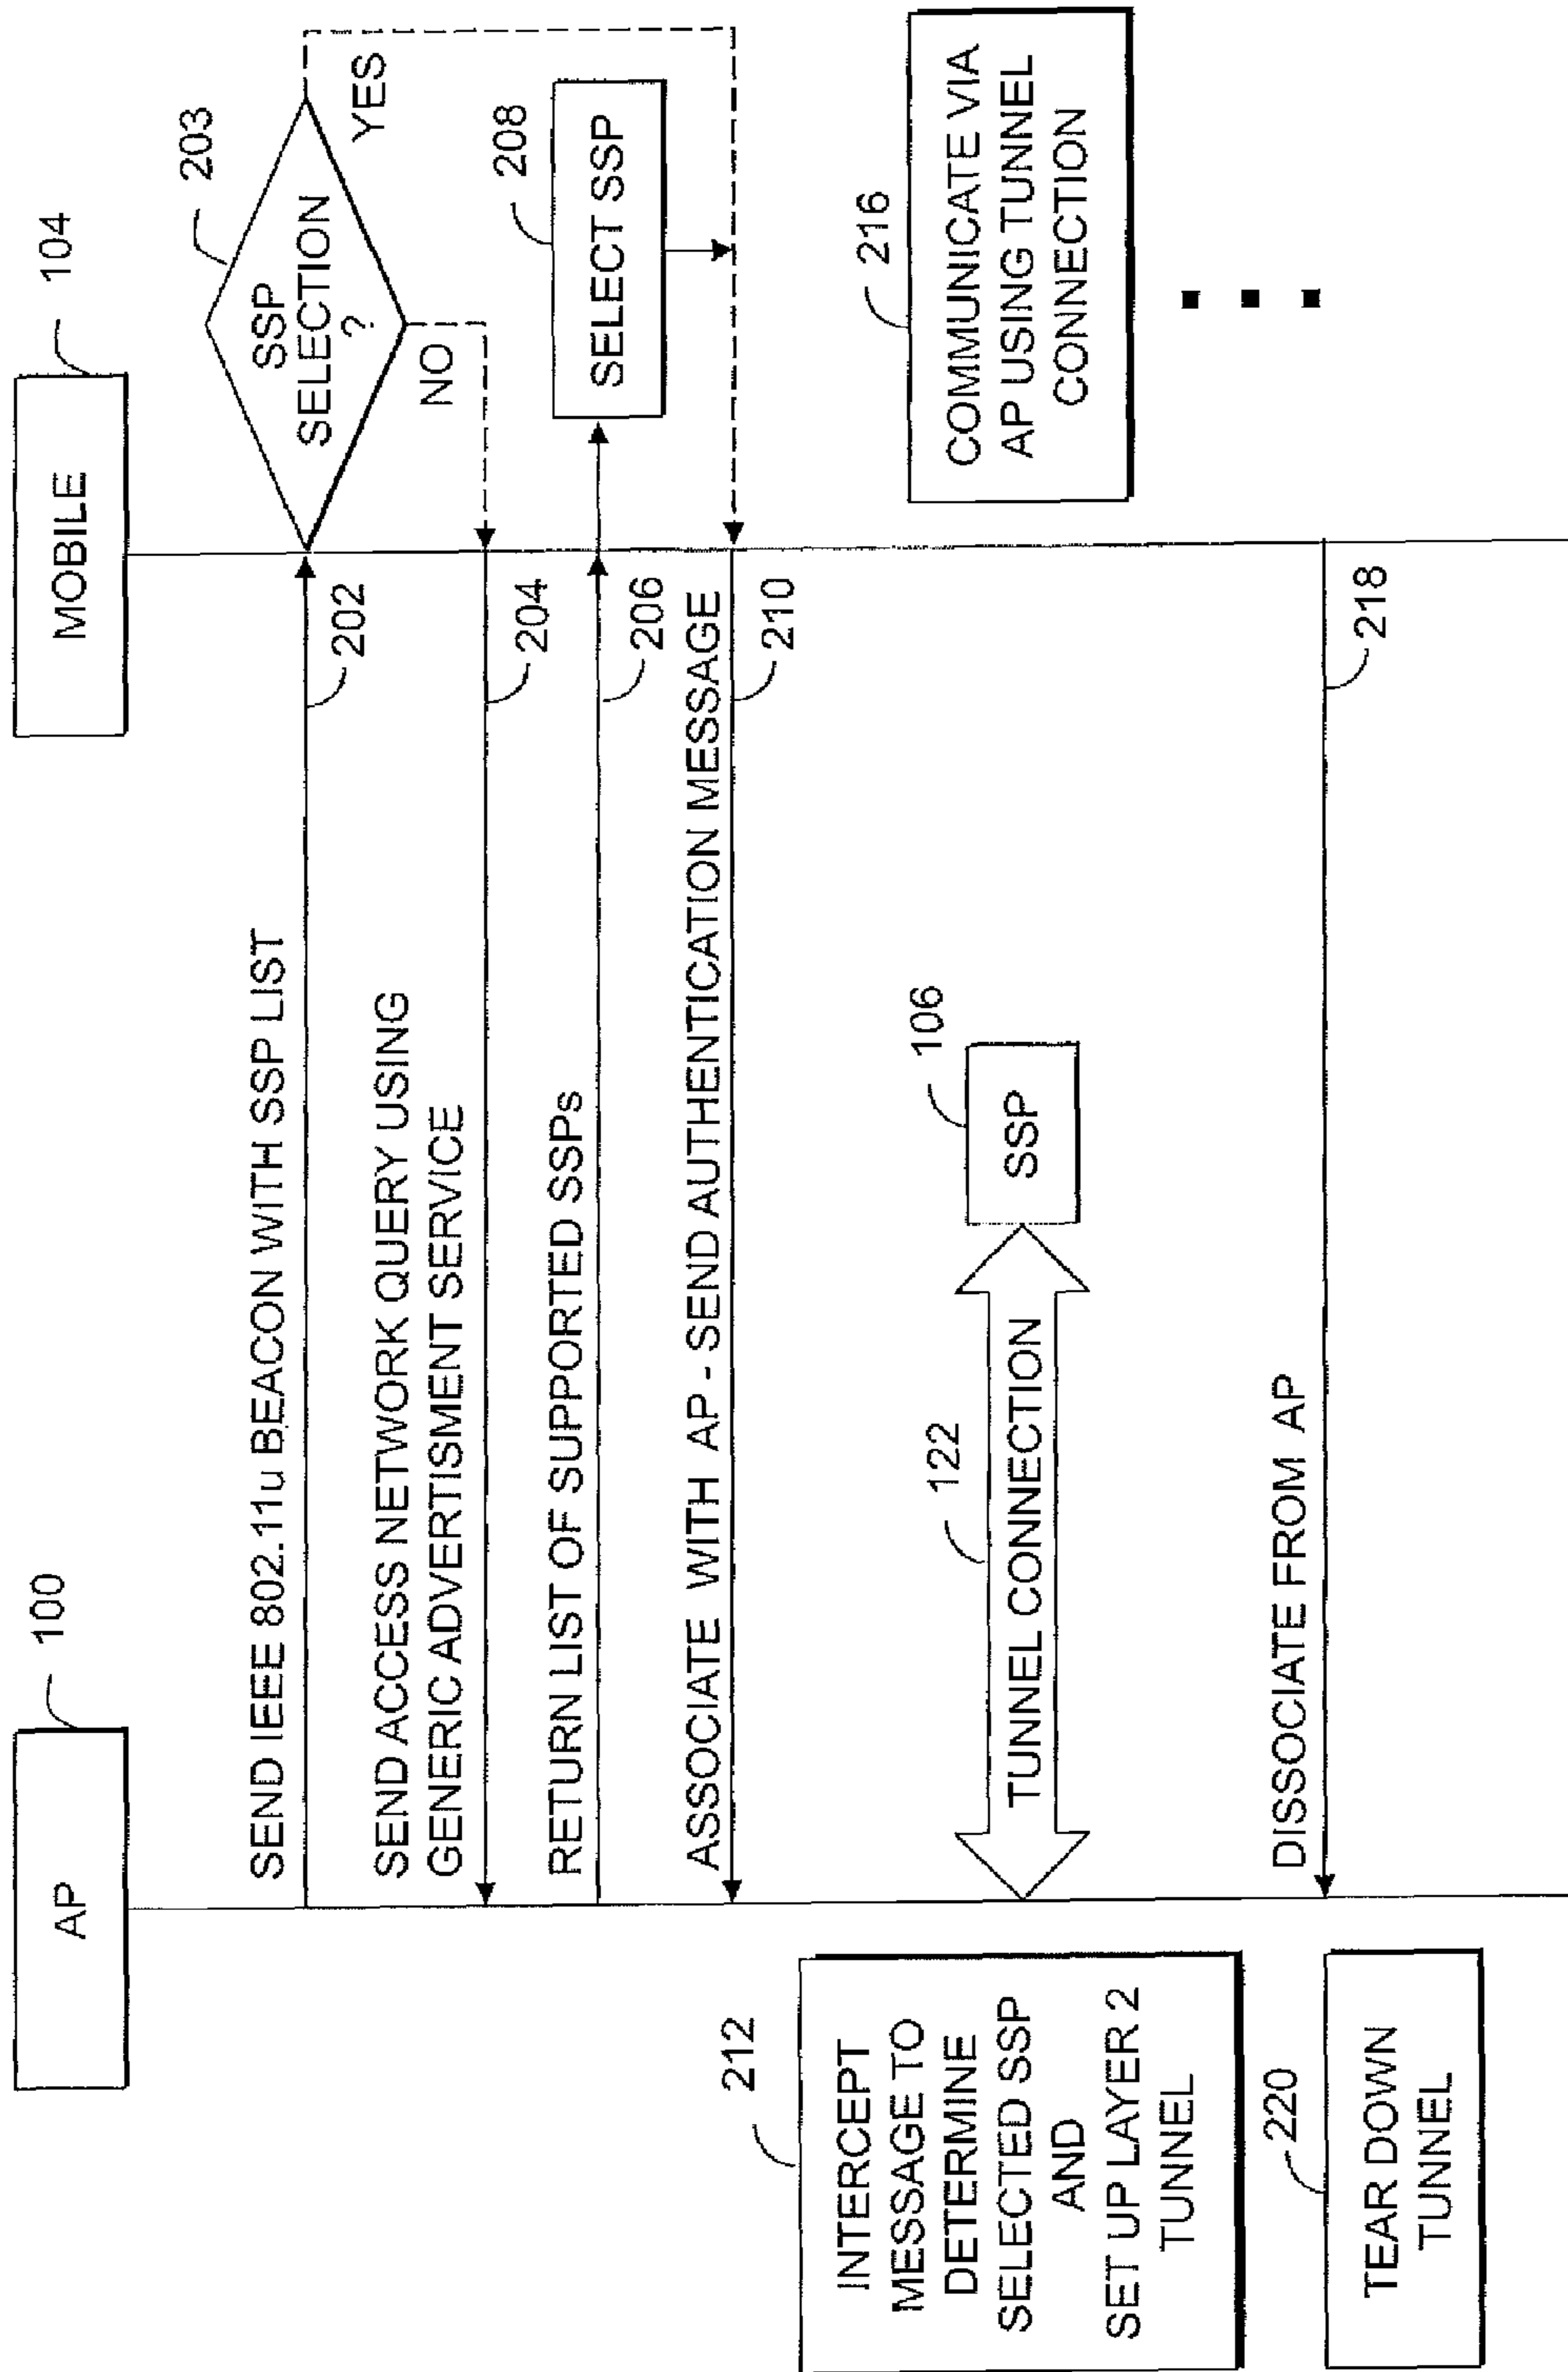 AP
100
MOBILE
104
SEND IEEE 802.11u BEACON WITH SSP LIST
202
SSP
SELECTION
?
203
YES
NO
SEND ACCESS NETWORK QUERY USING
GENERIC ADVERTISMENT SERVICE
204
RETURN LIST OF SUPPORTED SSPs
206
SELECT SSP
208
ASSOCIATE WITH AP - SEND AUTHENTICATION MESSAGE
210
INTERCEPT
MESSAGE TO
DETERMINE
SELECTED SSP
AND
SET UP LAYER 2
TUNNEL
212
TUNNEL CONNECTION
122
SSP
106
COMMUNICATE VIA
AP USING TUNNEL
CONNECTION
216
DISSOCIATE FROM AP
218
TEAR DOWN
TUNNEL
220